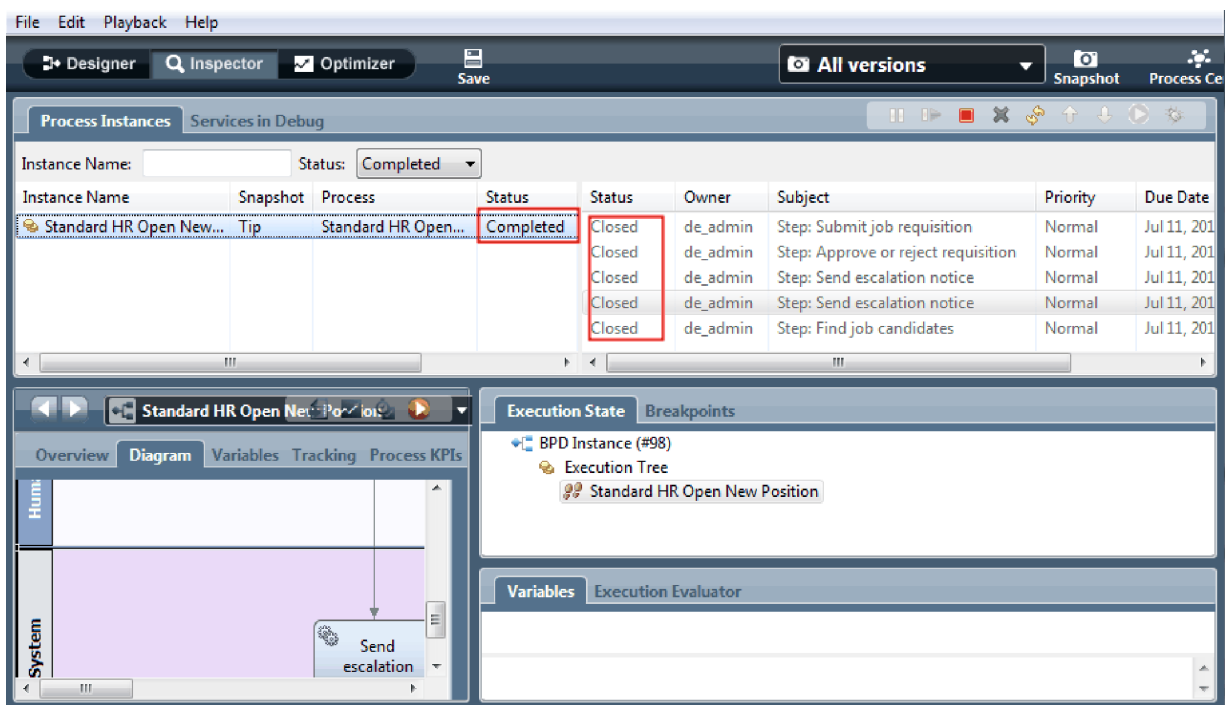 File Edit Playback Help
Designer Inspector Optimizer Save All versions Snapshot Process Ce
Process Instances Services in Debug
Instance Name: Status: Completed
Instance Name Snapshot Process Status Status Owner Subject Priority Due Date
Standard HR Open New... Tip Standard HR Open... Completed Closed de_admin Step: Submit job requisition Normal Jul 11, 201
Closed de_admin Step: Approve or reject requisition Normal Jul 11, 201
Closed de_admin Step: Send escalation notice Normal Jul 11, 201
Closed de_admin Step: Send escalation notice Normal Jul 11, 201
Closed de_admin Step: Find job candidates Normal Jul 11, 201
Standard HR Open New Execution State Breakpoints
BPD Instance (#98)
Overview Diagram Variables Tracking Process KPIs
Execution Tree
Standard HR Open New Position
Huma
Variables Execution Evaluator
System
Send
escalation